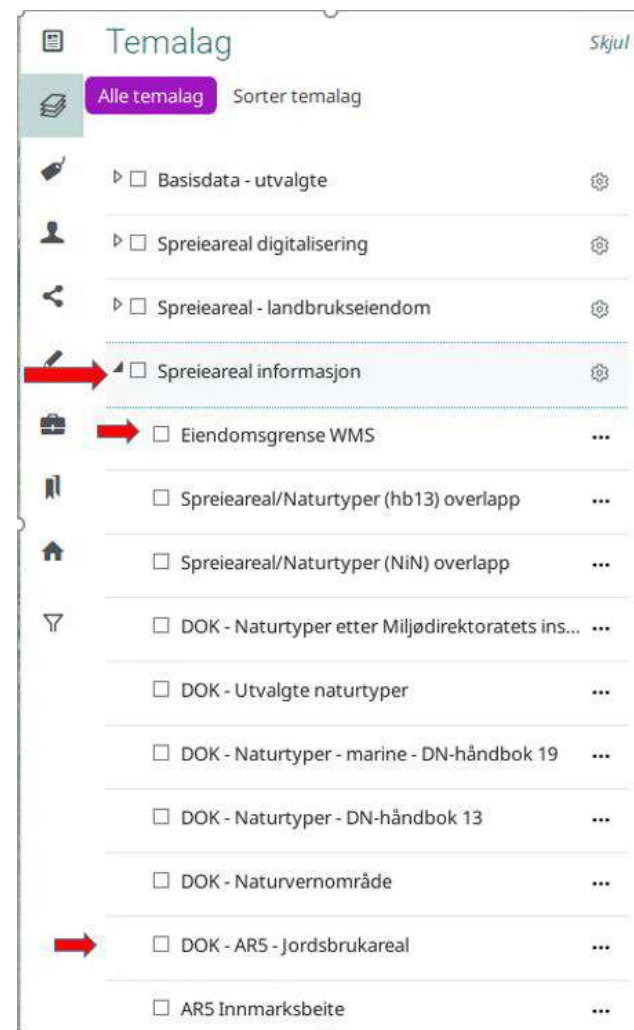 Temalag
Skjul
Alle temalag
Sorter temalag
Basisdata - utvalgte
Spreieareal digitalisering
Spreieareal - landbrukseiendom
Spreieareal informasjon
Eiendomsgrense WMS
Spreieareal/Naturtyper (hb13) overlapp
Spreieareal/Naturtyper (NiN) overlapp
DOK - Naturtyper etter Miljødirektoratets ins...
DOK - Utvalgte naturtyper
DOK - Naturtyper - marine - DN-håndbok 19
DOK - Naturtyper - DN-håndbok 13
DOK - Naturvernområde
DOK - AR5 - Jordsbrukareal
AR5 Innmarksbeite